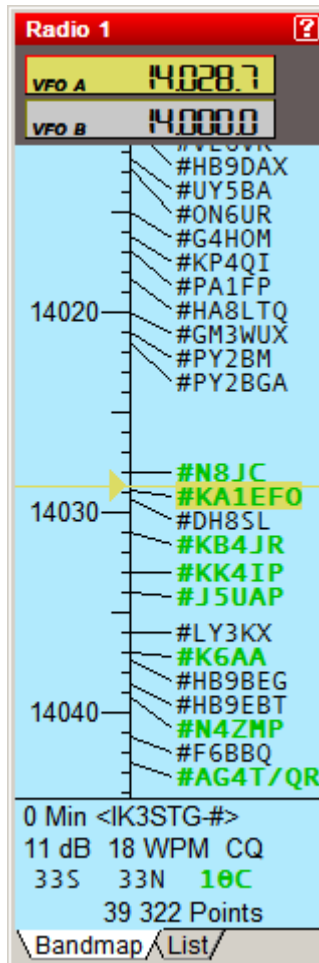 Radio 1
?
VFO A 14.028.7
VFO B 14.000.0
#HB9DAX
#UY5BA
#ON6UR
#G4HOM
#KP4QI
#PA1FP
#HA8LTQ
14020
#GM3WUX
#PY2BM
#PY2BGA
#N8JC
#KA1EFO
14030
#DH8SL
#KB4JR
#KK4IP
#J5UAP
#LY3KX
#K6AA
#HB9BEG
#HB9EBT
14040
#N4ZMP
#F6BBQ
#AG4T/QR
0 Min <IK3STG-#>
11 dB 18 WPM CQ
33S 33N 10C
39 322 Points
Bandmap List